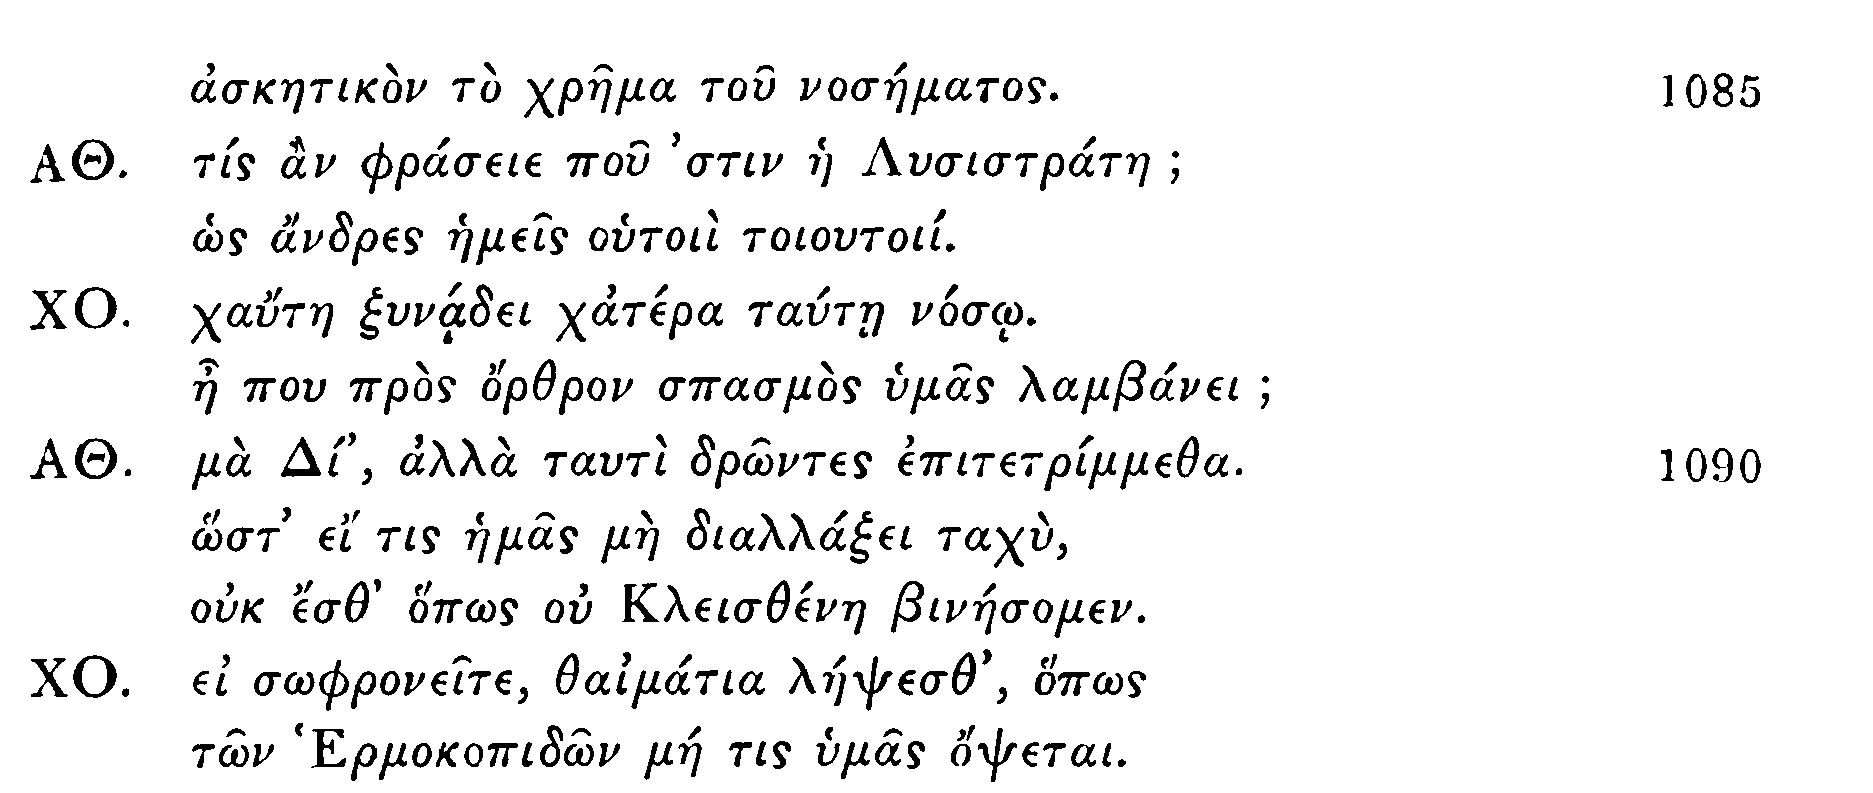 ἀσκητικὸν τὸ χρῆμα τοῦ νοσήματος. 1085
ΑΘ. τίς ἂν φράσειε ποῦ ’στιν ἡ Λυσιστράτη ;
ὡς ἄνδρες ἡμεῖς οὑτοιὶ τοιουτοιί.
ΧΟ. χαὔτη ξυνᾴδει χἀτέρα ταύτῃ νόσῳ.
ἦ που πρὸς ὄρθρον σπασμὸς ὑμᾶς λαμβάνει ;
ΑΘ. μὰ Δί’, ἀλλὰ ταυτὶ δρῶντες ἐπιτετρίμμεθα. 1090
ὥστ’ εἴ τις ἡμᾶς μὴ διαλλάξει ταχὺ,
οὐκ ἔσθ’ ὅπως οὐ Κλεισθένη βινήσομεν.
ΧΟ. εἰ σωφρονεῖτε, θαἰμάτια λήψεσθ’, ὅπως
τῶν Ἑρμοκοπιδῶν μή τις ὑμᾶς ὄψεται.